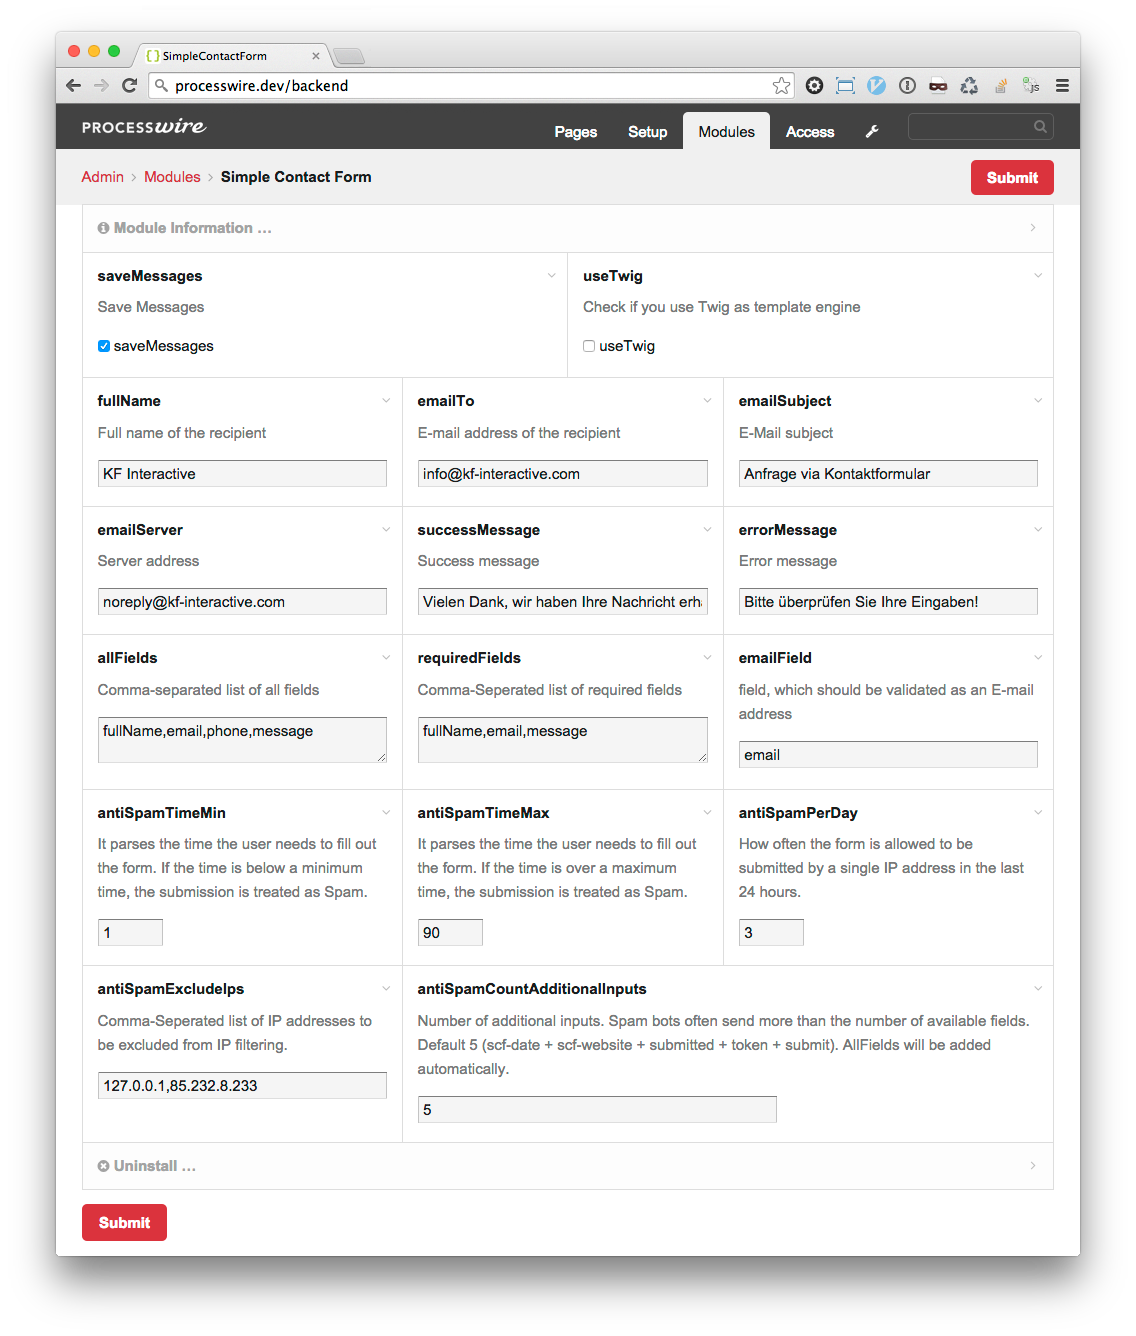 SimpleContactForm
processwire.dev/backend
PROCESSwire
Pages Setup Modules Access
Admin > Modules > Simple Contact Form
Submit
Module Information ...
saveMessages
Save Messages
saveMessages
useTwig
Check if you use Twig as template engine
useTwig
fullName
Full name of the recipient
KF Interactive
emailTo
E-mail address of the recipient
info@kf-interactive.com
emailSubject
E-Mail subject
Anfrage via Kontaktformular
emailServer
Server address
noreply@kf-interactive.com
successMessage
Success message
Vielen Dank, wir haben Ihre Nachricht erha
errorMessage
Error message
Bitte überprüfen Sie Ihre Eingaben!
allFields
Comma-separated list of all fields
fullName,email,phone,message
requiredFields
Comma-Seperated list of required fields
fullName,email,message
emailField
field, which should be validated as an E-mail
address
email
antiSpamTimeMin
It parses the time the user needs to fill out
the form. If the time is below a minimum
time, the submission is treated as Spam.
1
antiSpamTimeMax
It parses the time the user needs to fill out
the form. If the time is over a maximum
time, the submission is treated as Spam.
90
antiSpamPerDay
How often the form is allowed to be
submitted by a single IP address in the last
24 hours.
3
antiSpamExcludeIps
Comma-Seperated list of IP addresses to
be excluded from IP filtering.
127.0.0.1,85.232.8.233
antiSpamCountAdditionalInputs
Number of additional inputs. Spam bots often send more than the number of available fields.
Default 5 (scf-date + scf-website + submitted + token + submit). AllFields will be added
automatically.
5
Uninstall ...
Submit